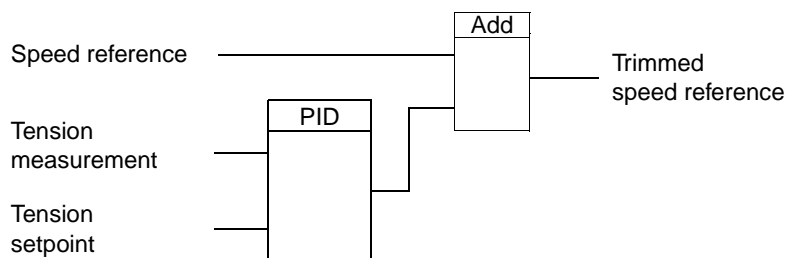 Add
Speed reference
Trimmed
speed reference
PID
Tension
measurement
Tension
setpoint